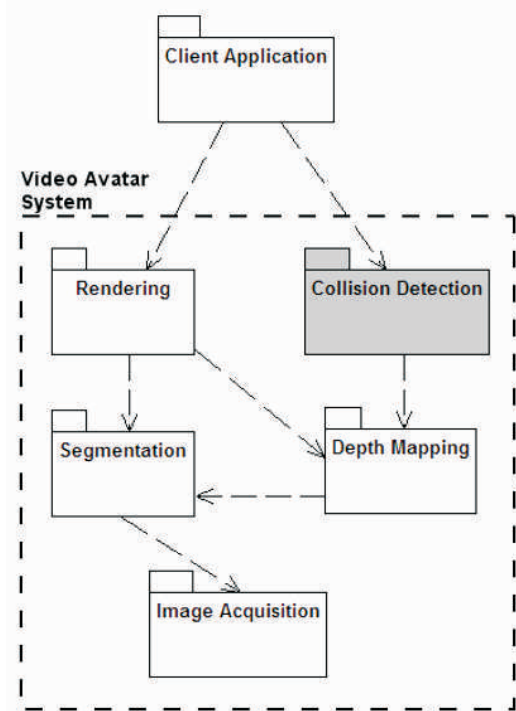 Client Application
Video Avatar
System
Rendering
Collision Detection
Segmentation
Depth Mapping
Image Acquisition